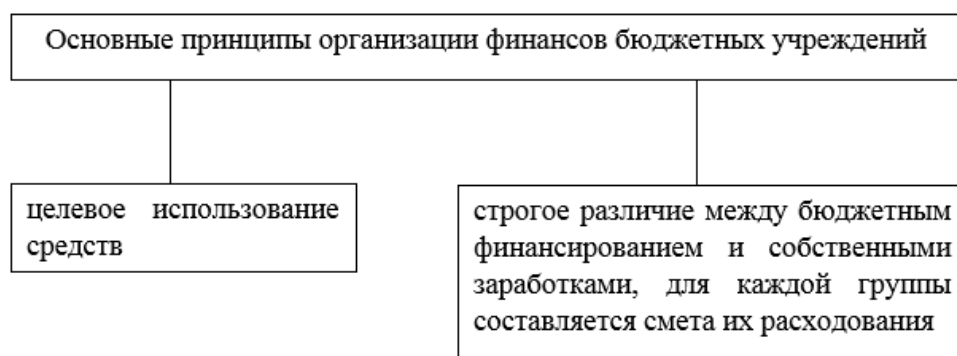 Основные принципы организации финансов бюджетных учреждений
целевое использование
средств
строгое различие между бюджетным
финансированием и собственными
заработками, для каждой группы
составляется смета их расходования